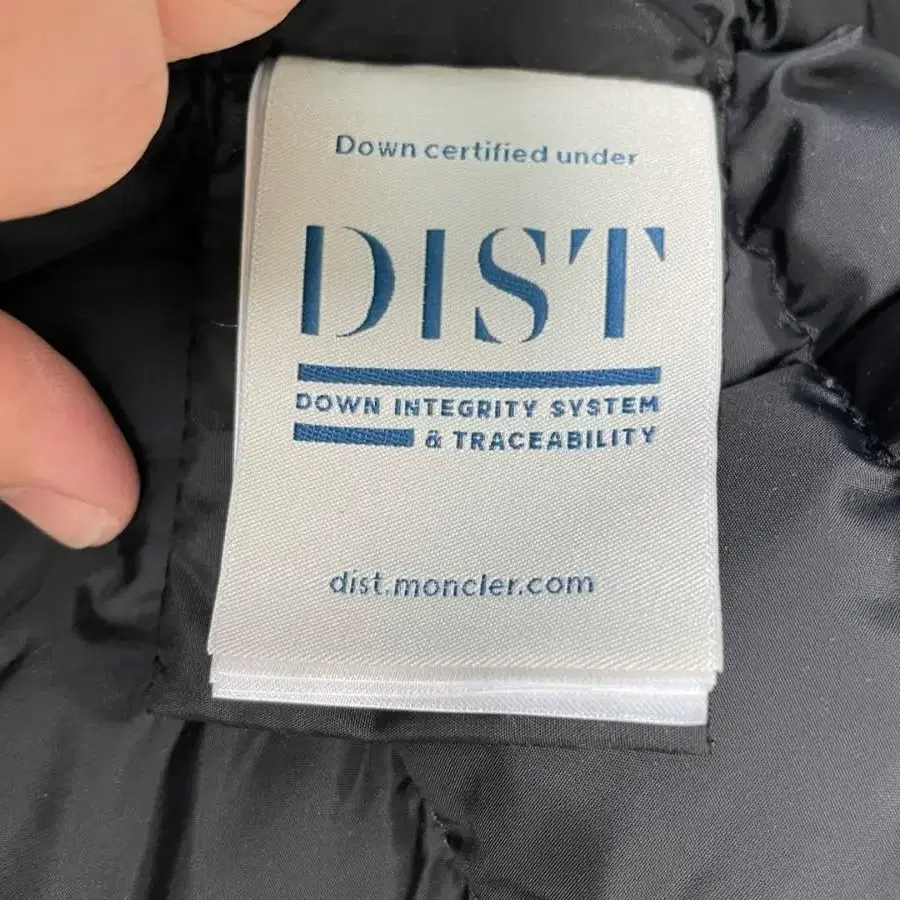 Down certified under
DIST
DOWN INTEGRITY SYSTEM
& TRACEABILITY
dist.moncler.com